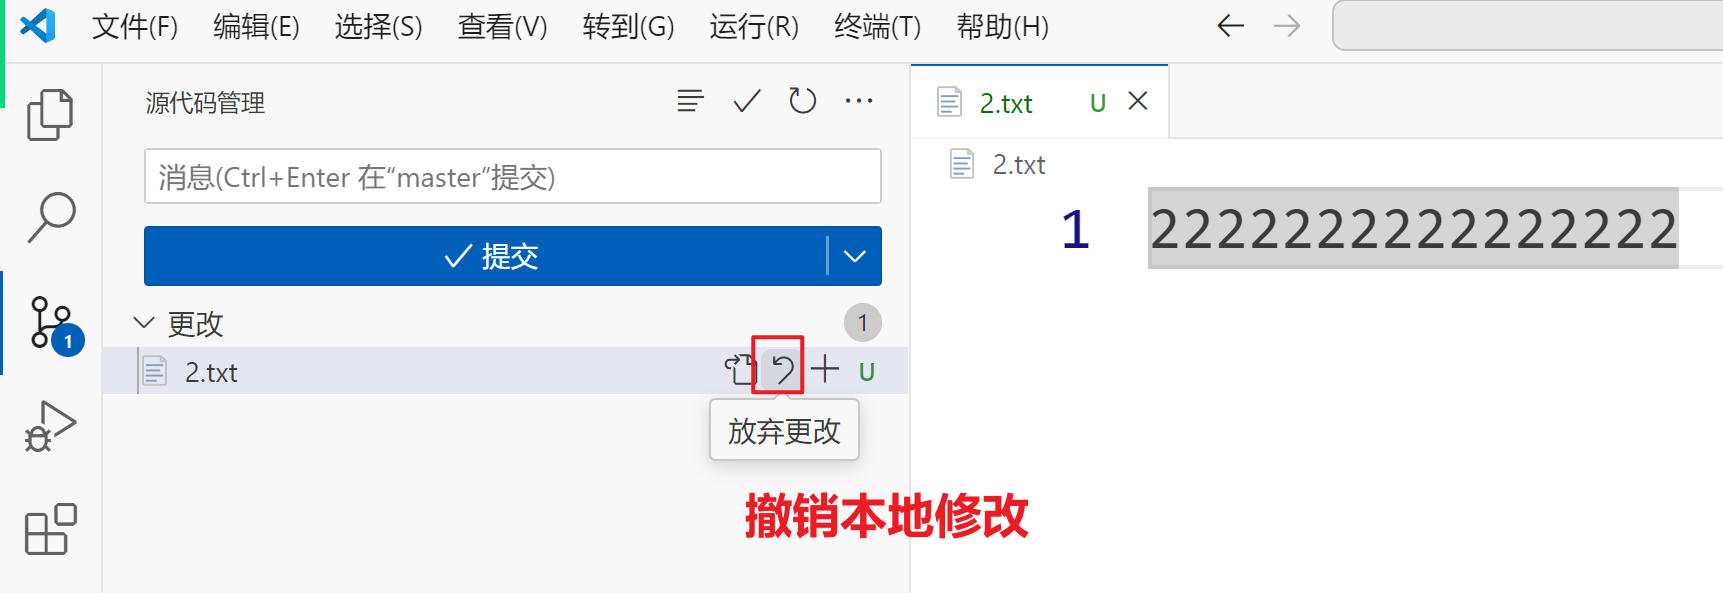 文件(F) 编辑(E) 选择(S) 查看(V) 转到(G) 运行(R) 终端(T) 帮助(H)
源代码管理
消息(Ctrl+Enter 在“master”提交)
提交
更改 1
2.txt U
放弃更改
撤销本地修改
1
2.txt U
2.txt
1 2222222222222222